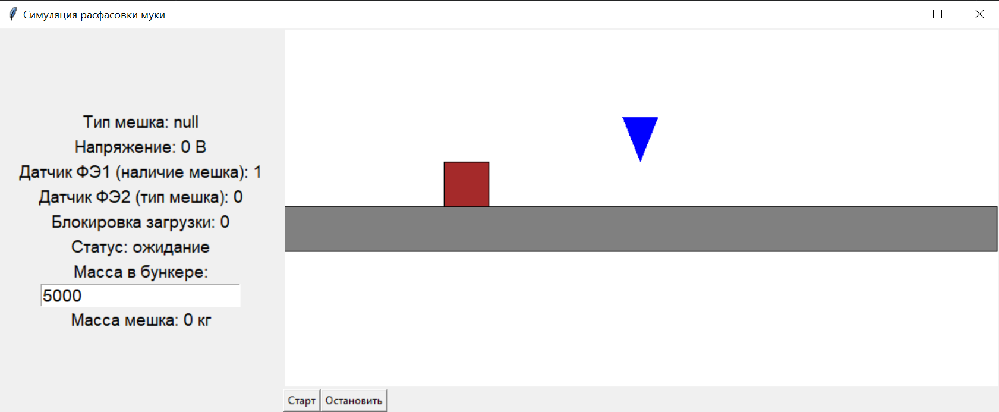 Симуляция расфасовки муки
Тип мешка: null
Напряжение: 0 В
Датчик ФЭ1 (наличие мешка): 1
Датчик ФЭ2 (тип мешка): 0
Блокировка загрузки: 0
Статус: ожидание
Масса в бункере:
5000
Масса мешка: 0 кг
Старт Остановить